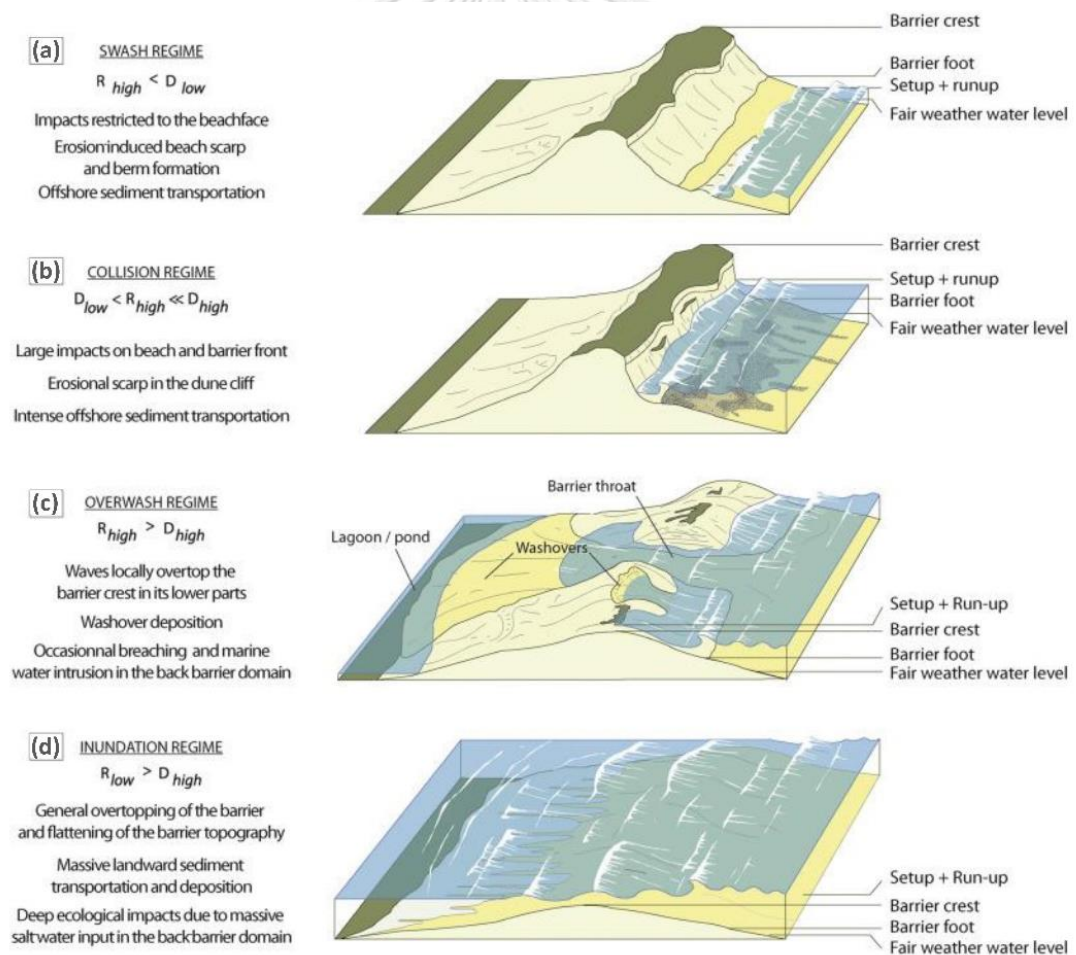 (a)
SWASH REGIME
R high < D low
Impacts restricted to the beachface
Erosion-induced beach scarp
and berm formation
Offshore sediment transportation
Barrier crest
Barrier foot
Setup + runup
Fair weather water level
(b)
COLLISION REGIME
D low < R high ≪ D high
Large impacts on beach and barrier front
Erosional scarp in the dune cliff
Intense offshore sediment transportation
Barrier crest
Setup + runup
Barrier foot
Fair weather water level
(c)
OVERWASH REGIME
R high > D high
Waves locally overtop the
barrier crest in its lower parts
Washover deposition
Occasionnal breaching and marine
water intrusion in the back barrier domain
Barrier throat
Lagoon / pond
Washovers
Setup + Run-up
Barrier crest
Barrier foot
Fair weather water level
(d)
INUNDATION REGIME
R low > D high
General overtopping of the barrier
and flattening of the barrier topography
Massive landward sediment
transportation and deposition
Deep ecological impacts due to massive
saltwater input in the back barrier domain
Setup + Run-up
Barrier crest
Barrier foot
Fair weather water level